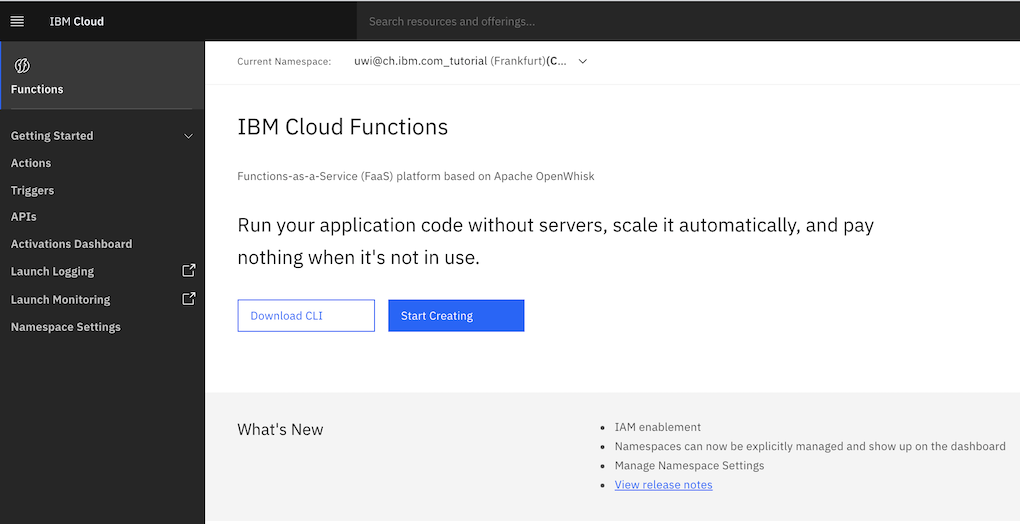 IBM Cloud
Search resources and offerings...
Functions
Getting Started
Actions
Triggers
APIs
Activations Dashboard
Launch Logging
Launch Monitoring
Namespace Settings
Current Namespace: uwi@ch.ibm.com_tutorial (Frankfurt)(C...
IBM Cloud Functions
Functions-as-a-Service (FaaS) platform based on Apache OpenWhisk
Run your application code without servers, scale it automatically, and pay
nothing when it's not in use.
Download CLI
Start Creating
What's New
• IAM enablement
• Namespaces can now be explicitly managed and show up on the dashboard
• Manage Namespace Settings
• View release notes